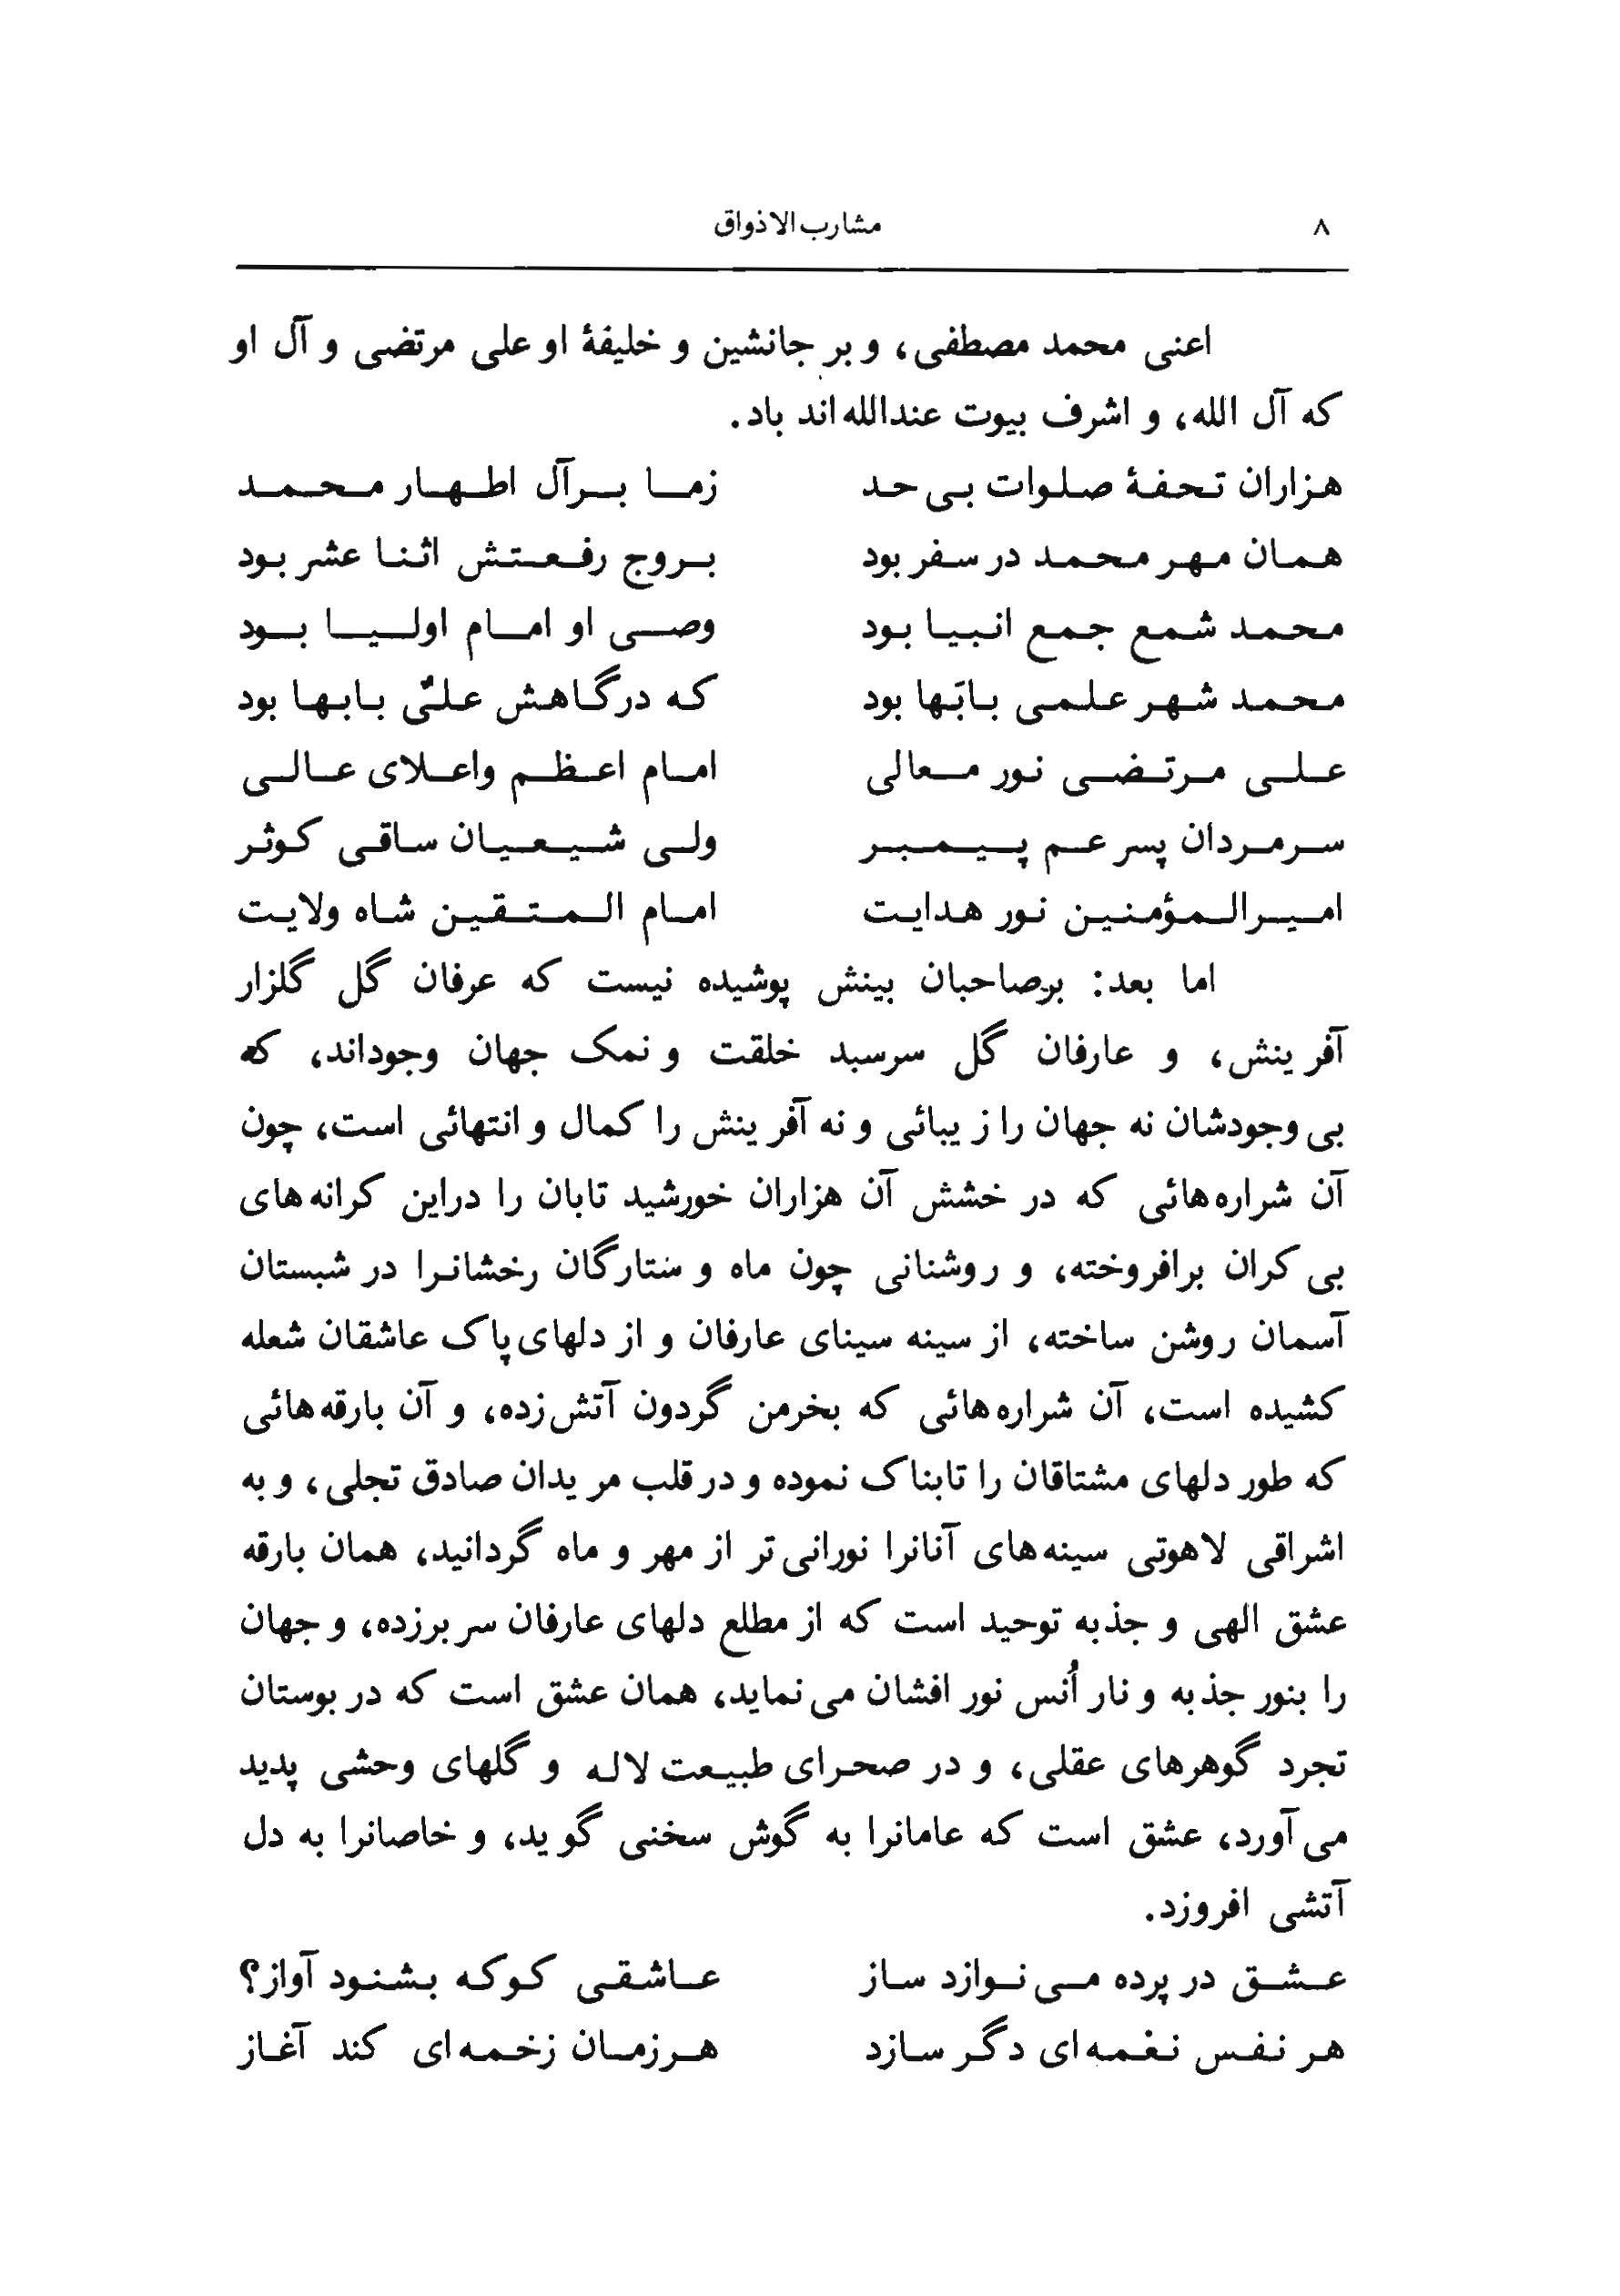 ۸ مشارب‌الاذواق
اعنی محمد مصطفی، و بر جانشین و خلیفهٔ او علی مرتضی و آل او
که آل الله، و اشرف بیوت عندالله‌اند باد.
هزاران تحفهٔ صلوات بی حد زما برآل اطهار محمد
همان مهر محمد در سفر بود بروج رفعتش اثنا عشر بود
محمد شمع جمع انبیا بود وصی او امام اولیا بود
محمد شهر علمی بابَها بود که درگاهش علیٌ بابها بود
علی مرتضی نور معالی امام اعظم واعلای عالی
سرمردان پسر عم پیمبر ولی شیعیان ساقی کوثر
امیرالمؤمنین نور هدایت امام المتقین شاه ولایت
اما بعد: برصاحبان بینش پوشیده نیست که عرفان گل گلزار
آفرینش، و عارفان گل سرسبد خلقت و نمک جهان وجوداند، که
بی وجودشان نه جهان را زیبائی و نه آفرینش را کمال و انتهائی است، چون
آن شراره‌هائی که در خشش آن هزاران خورشید تابان را دراین کرانه‌های
بی کران برافروخته، و روشنانی چون ماه و ستارگان رخشانرا در شبستان
آسمان روشن ساخته، از سینه سینای عارفان و از دلهای پاک عاشقان شعله
کشیده است، آن شراره‌هائی که بخرمن گردون آتش‌زده، و آن بارقه‌هائی
که طور دلهای مشتاقان را تابناک نموده و در قلب مریدان صادق تجلی، و به
اشراقی لاهوتی سینه‌های آنانرا نورانی‌تر از مهر و ماه گردانید، همان بارقه
عشق الهی و جذبه توحید است که از مطلع دلهای عارفان سر برزده، و جهان
را بنور جذبه و نار اُنس نور افشان می‌نماید، همان عشق است که در بوستان
تجرد گوهرهای عقلی، و در صحرای طبیعت لاله و گلهای وحشی پدید
می‌آورد، عشق است که عامانرا به گوش سخنی گوید، و خاصانرا به دل
آتشی افروزد.
عشق در پرده می‌نوازد ساز عاشقی کوکه بشنود آواز؟
هر نفس نغمه‌ای دگر سازد هرزمان زخمه‌ای کند آغاز